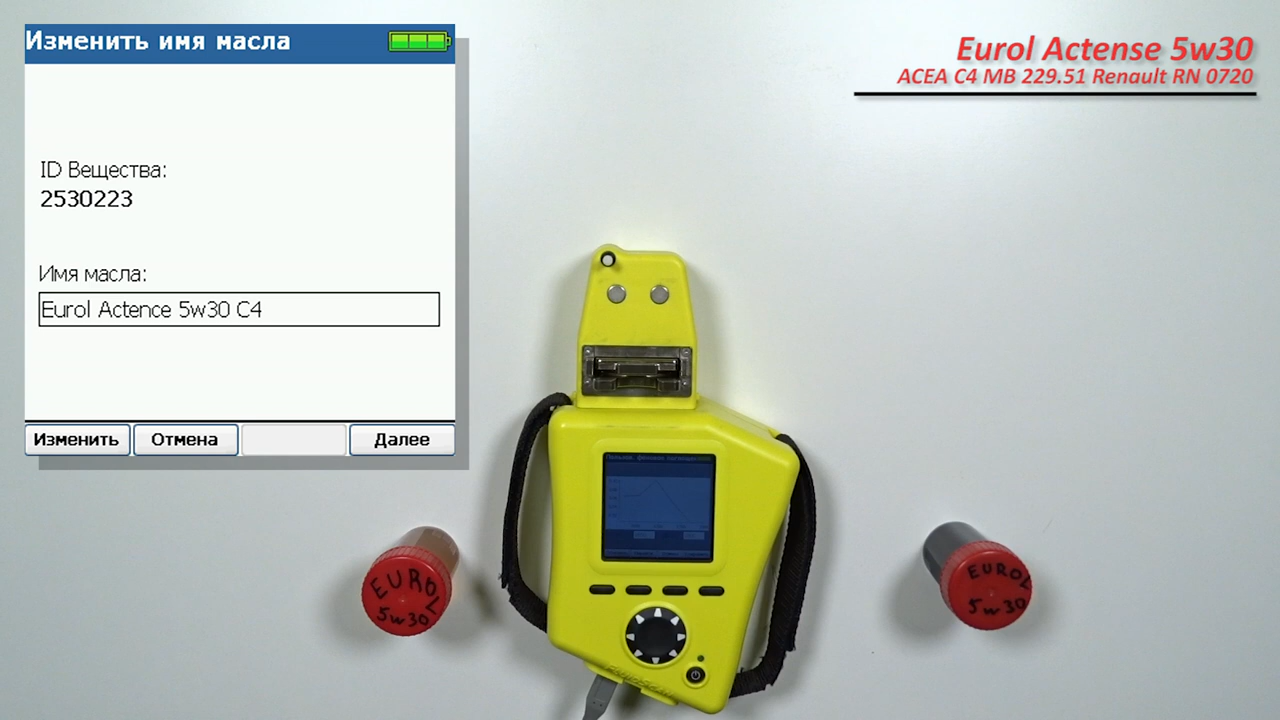 Изменить имя масла
ID Вещества:
2530223
Имя масла:
Eurol Actence 5w30 C4
Изменить
Отмена
Далее
Eurol Actense 5w30
ACEA C4 MB 229.51 Renault RN 0720
EUROL
5w30
EUROL
5w30